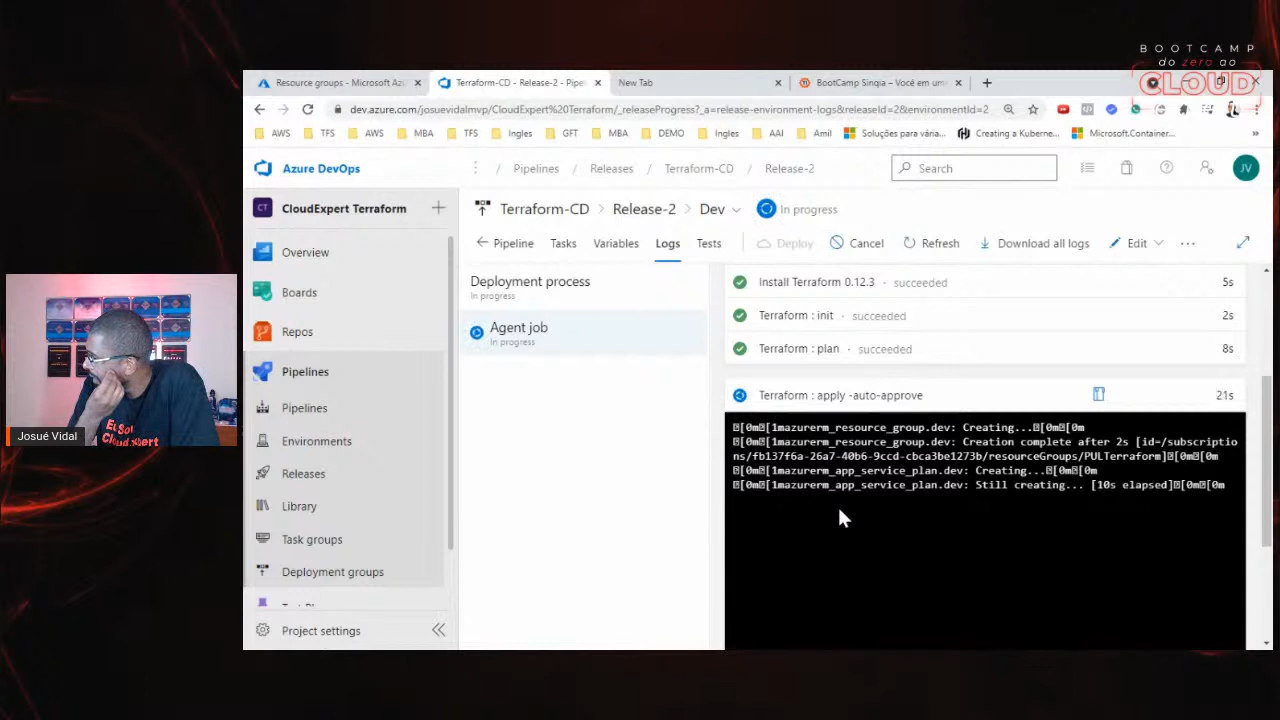 BOOTCAMP
do zero ao
CLOUD
Resource groups - Microsoft Az
Terraform-CD - Release-2 - Pipe
New Tab
BootCamp Sinqia – Você em um
dev.azure.com/josuevidalmvp/CloudExpert%20Terraform/_releaseProgress?_a=release-environment-logs&releaseId=2&environmentId=2
AWS
TFS
AWS
MBA
TFS
Ingles
GFT
MBA
DEMO
Ingles
AAI
Amil
Soluções para vária...
Creating a Kuberne...
Microsoft.Container...
Azure DevOps
Pipelines / Releases / Terraform-CD / Release-2
Search
JV
CT
CloudExpert Terraform
Terraform-CD > Release-2 > Dev
In progress
Overview
Boards
Repos
Pipelines
Pipelines
Environments
Releases
Library
Task groups
Deployment groups
Project settings
Pipeline
Tasks
Variables
Logs
Tests
Deploy
Cancel
Refresh
Download all logs
Edit
Deployment process
In progress
Agent job
In progress
Install Terraform 0.12.3 · succeeded 5s
Terraform : init · succeeded 2s
Terraform : plan · succeeded 8s
Terraform : apply -auto-approve 21s
[0m[1mazurerm_resource_group.dev: Creating...[0m[0m
[0m[1mazurerm_resource_group.dev: Creation complete after 2s [id=/subscriptio
ns/fb137f6a-26a7-40b6-9ccd-cbca3be1273b/resourceGroups/PULTerraform][0m[0m
[0m[1mazurerm_app_service_plan.dev: Creating...[0m[0m
[0m[1mazurerm_app_service_plan.dev: Still creating... [10s elapsed][0m[0m
Josué Vidal